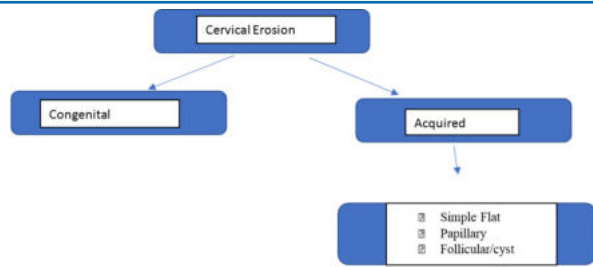 Cervical Erosion
Congenital
Acquired
Simple Flat
Papillary
Follicular/cyst